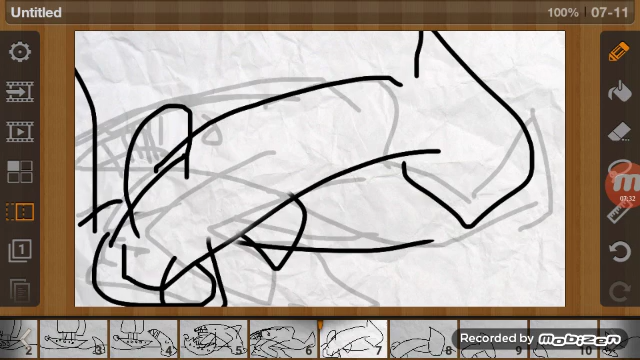 Untitled
100% 07-11
1
m
07:32
2 3 4 5 6 7 8 9 10
Recorded by mobizen